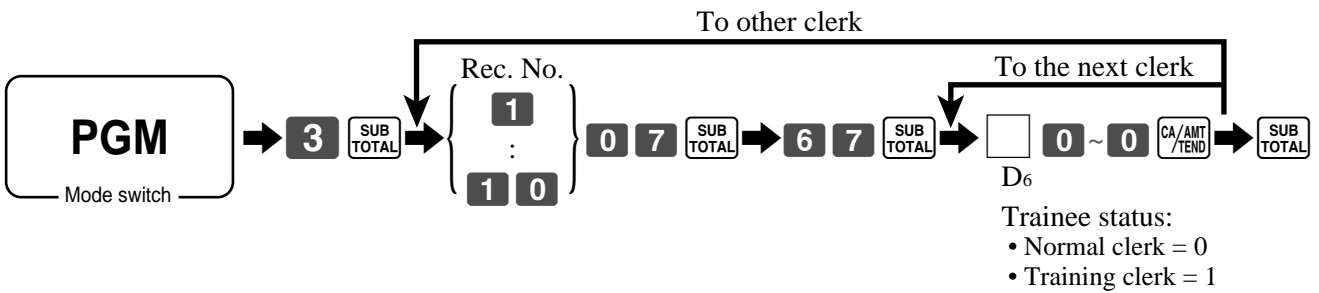 To other clerk
To the next clerk
Rec. No.
PGM
Mode switch
3 SUB TOTAL
1
:
1 0
0 7 SUB TOTAL
6 7 SUB TOTAL
0 ~ 0 CA/AMT /TEND
SUB TOTAL
D6
Trainee status:
• Normal clerk = 0
• Training clerk = 1